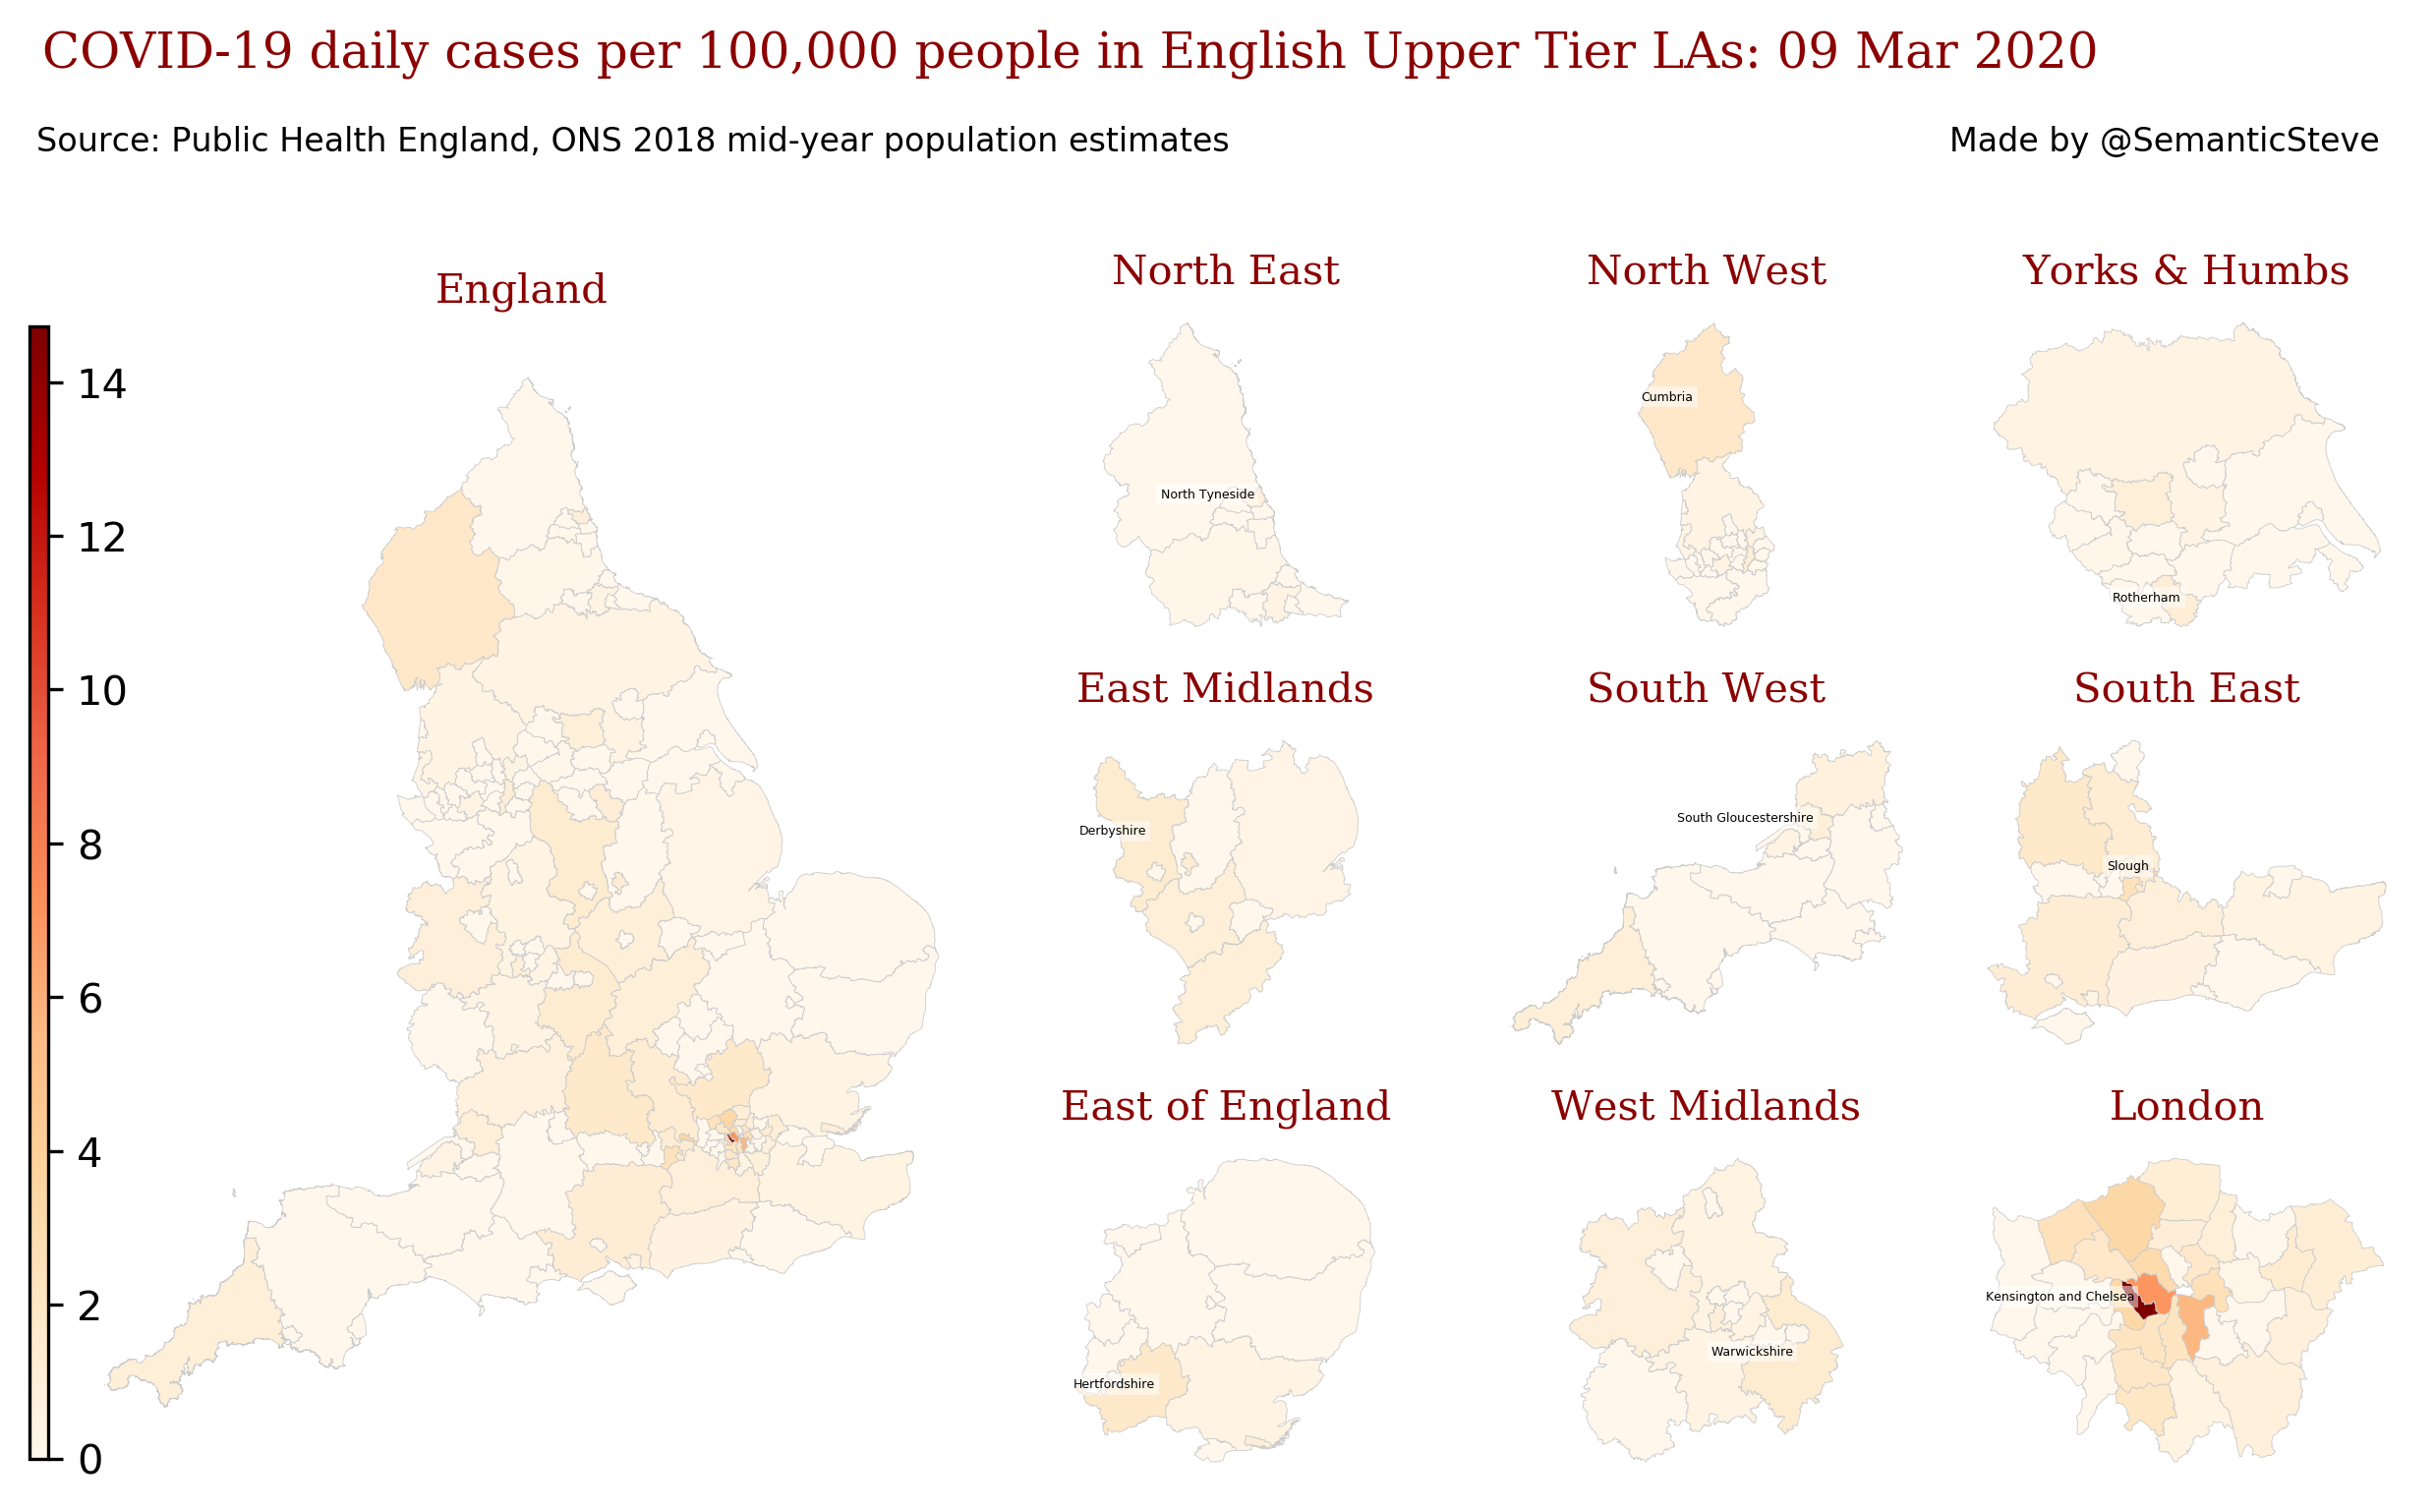 COVID-19 daily cases per 100,000 people in English Upper Tier LAs: 09 Mar 2020
Source: Public Health England, ONS 2018 mid-year population estimates
Made by @SemanticSteve
England
14
12
10
8
6
4
2
0
North East
North Tyneside
North West
Cumbria
Yorks & Humbs
Rotherham
East Midlands
Derbyshire
South West
South Gloucestershire
South East
Slough
East of England
Hertfordshire
West Midlands
Warwickshire
London
Kensington and Chelsea